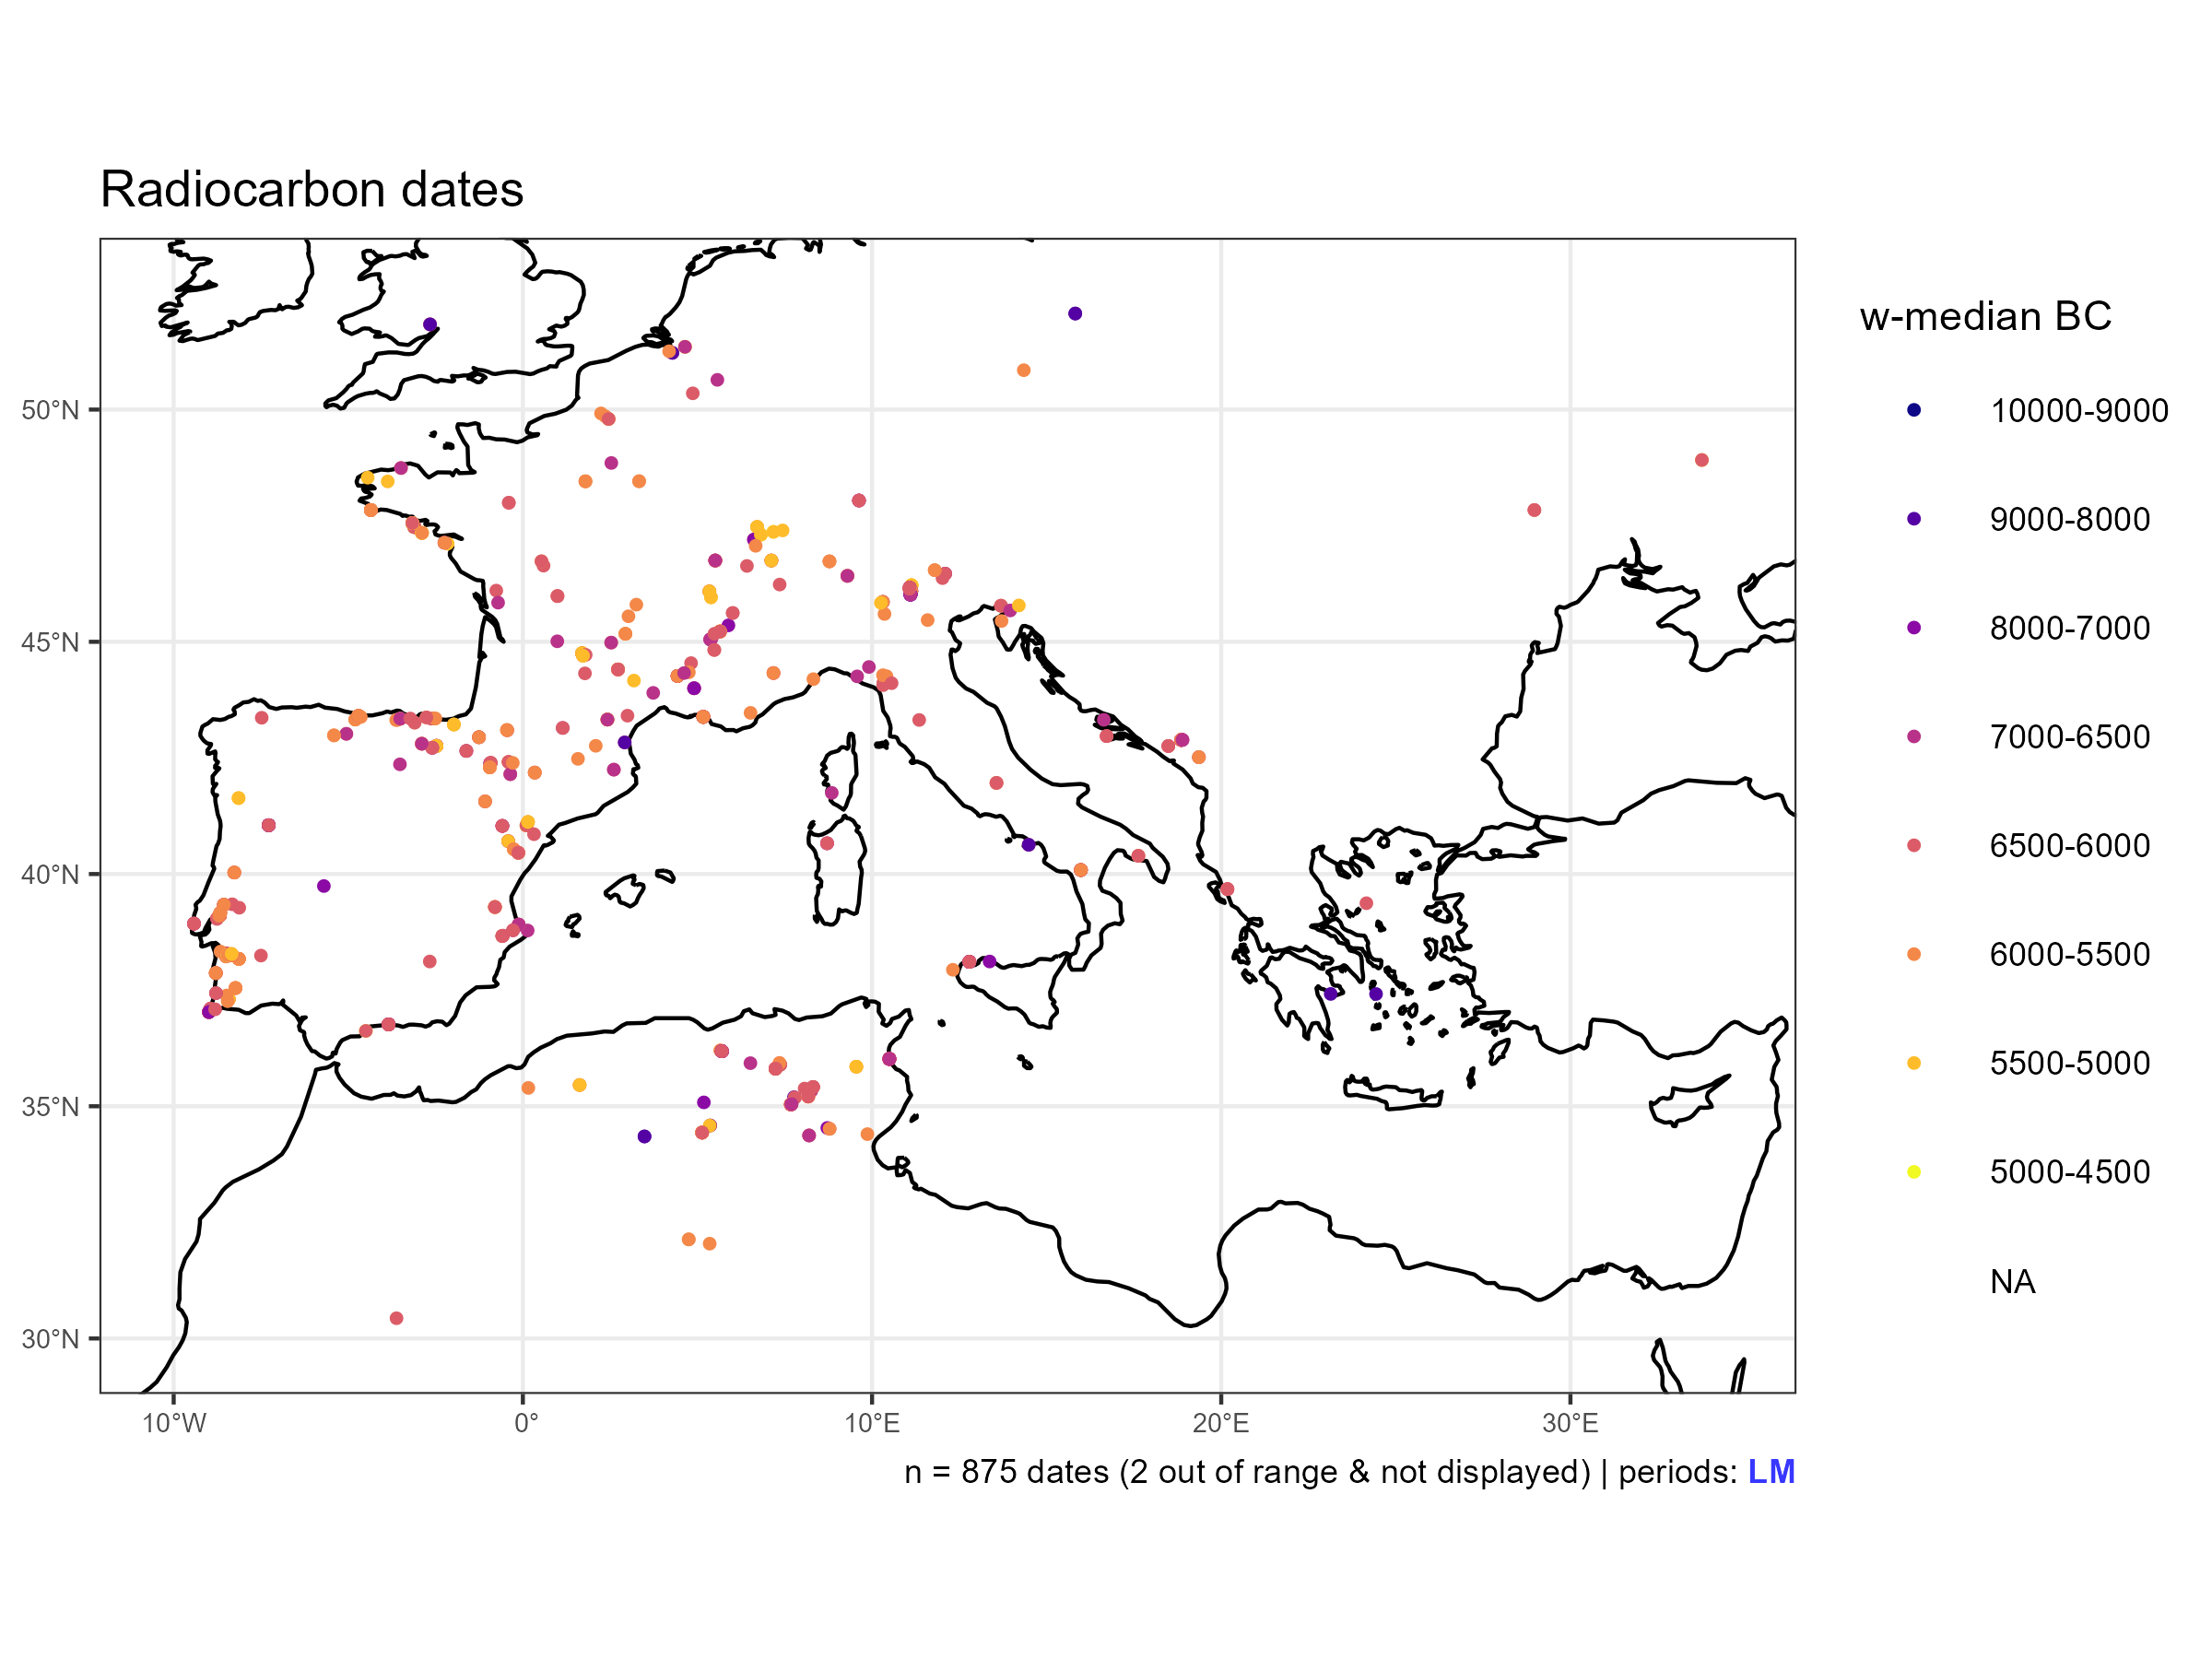 Radiocarbon dates
w-median BC
10000-9000
9000-8000
8000-7000
7000-6500
6500-6000
6000-5500
5500-5000
5000-4500
NA
50°N
45°N
40°N
35°N
30°N
10°W 0° 10°E 20°E 30°E
n = 875 dates (2 out of range & not displayed) | periods: LM